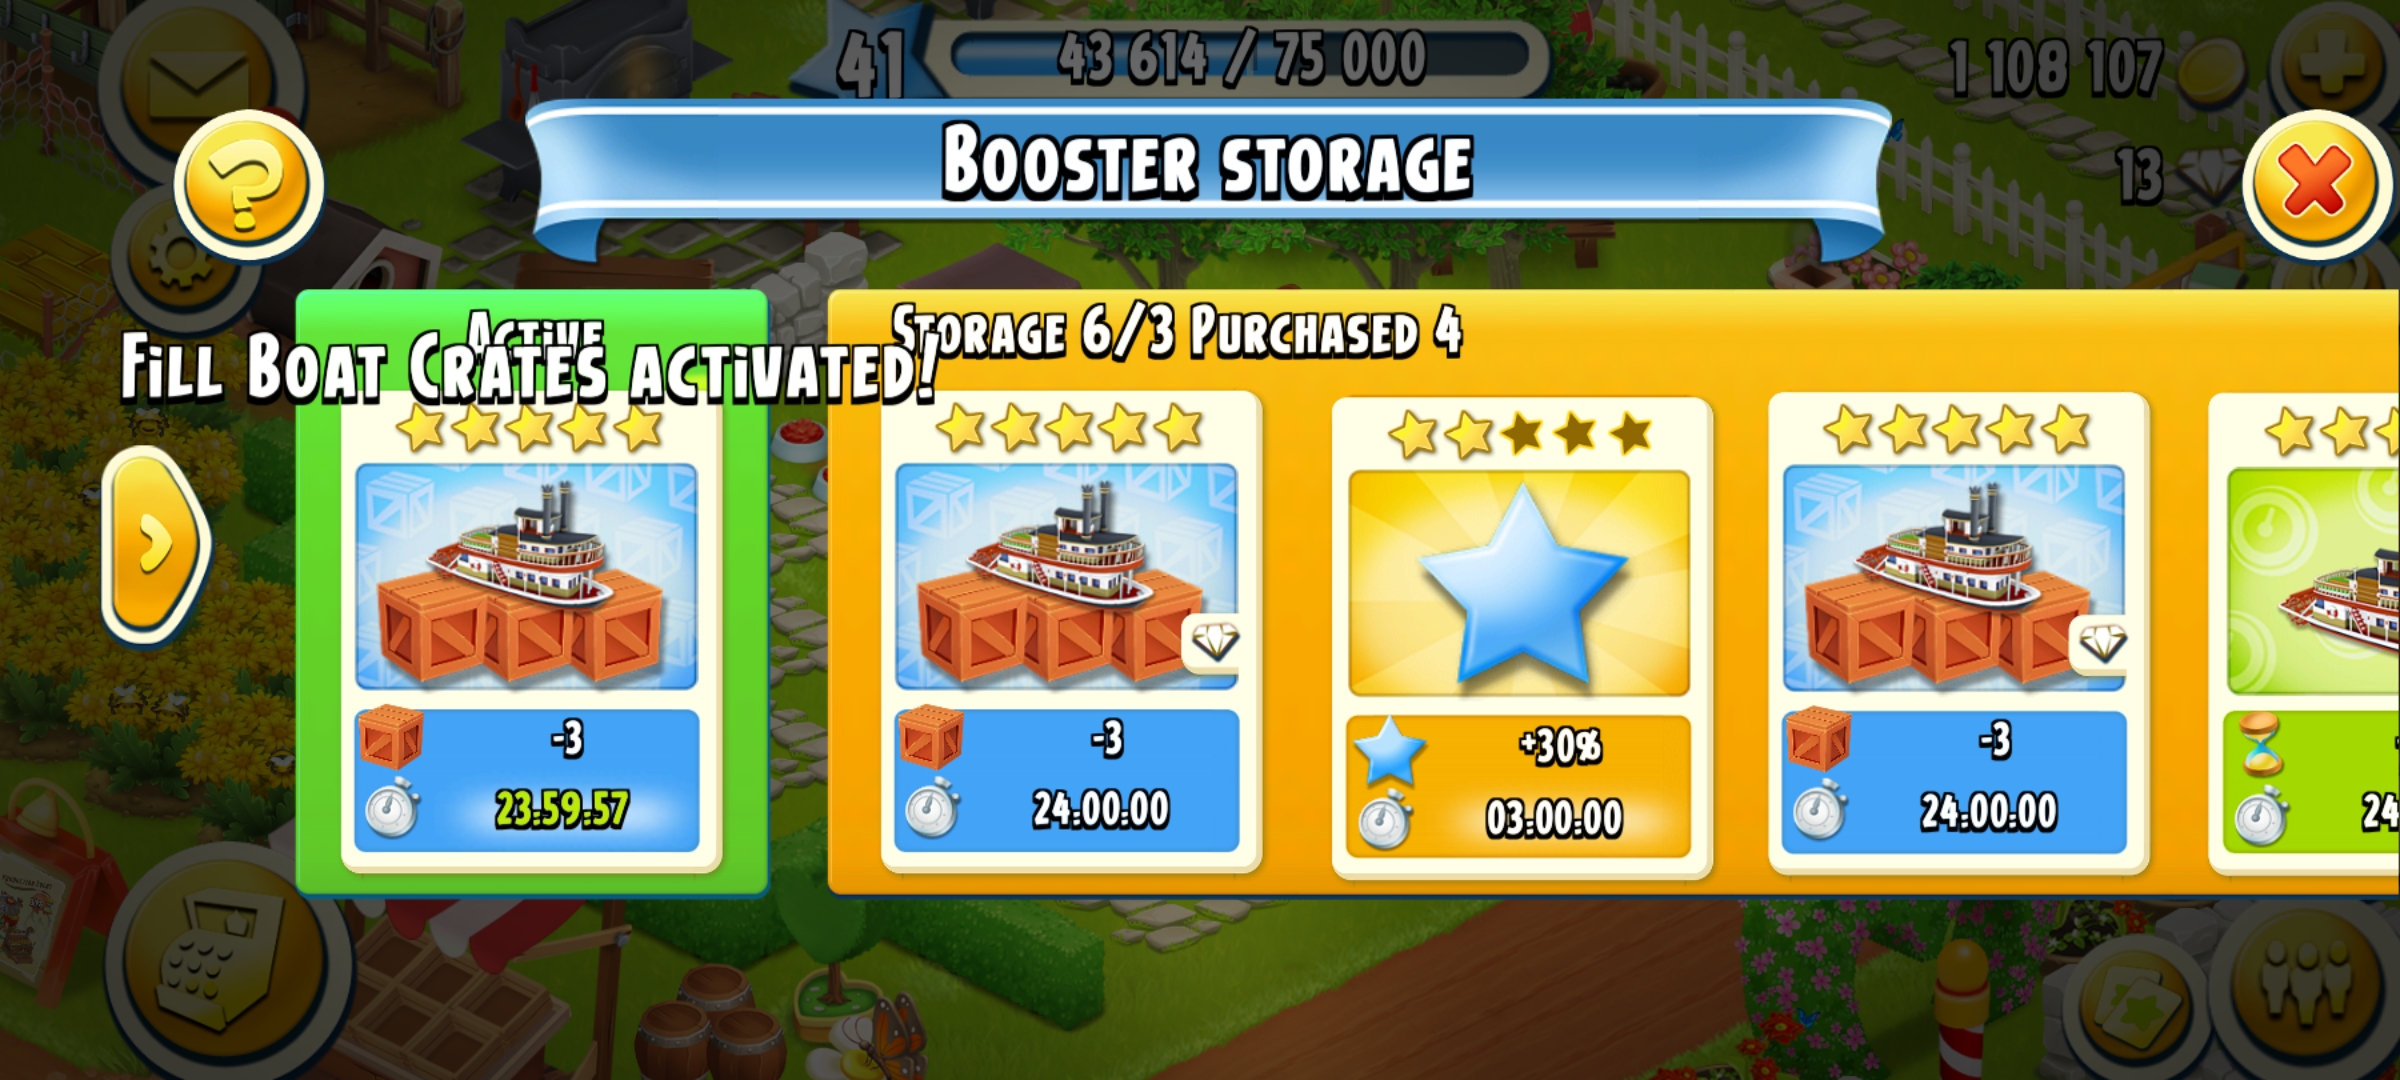 41
43 614 / 75 000
1 108 107
13
Booster storage
Active
Fill Boat Crates activated!
Storage 6/3 Purchased 4
-3
23:59:57
-3
24:00:00
+30%
03:00:00
-3
24:00:00
24